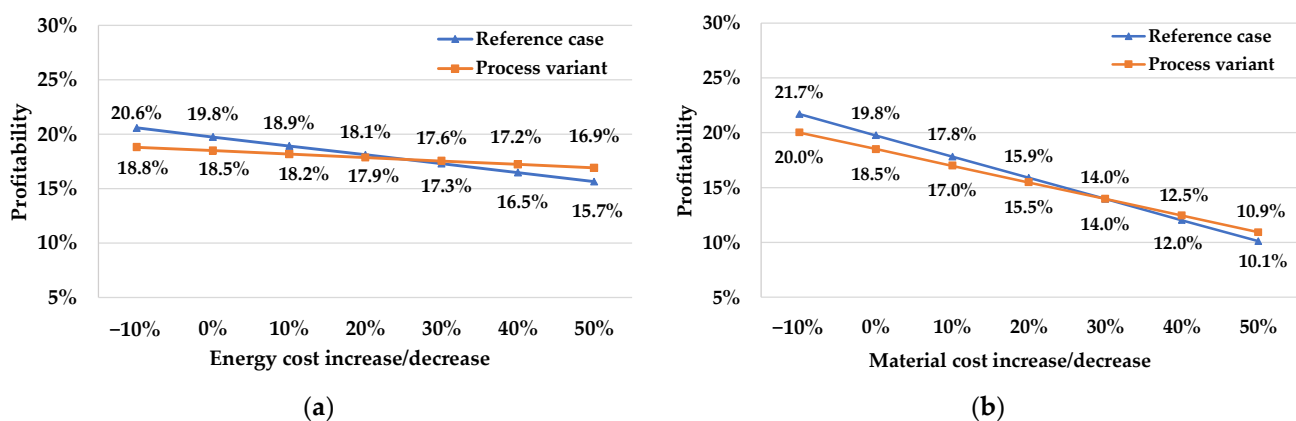 30%
25%
20%
15%
10%
5%
Profitability
Reference case
Process variant
20.6% 19.8% 18.9% 18.1% 17.6% 17.2% 16.9%
18.8% 18.5% 18.2% 17.9% 17.3% 16.5% 15.7%
−10% 0% 10% 20% 30% 40% 50%
Energy cost increase/decrease
(a)
30%
25%
20%
15%
10%
5%
Profitability
Reference case
Process variant
21.7% 19.8% 17.8% 15.9% 14.0% 12.5% 10.9%
20.0% 18.5% 17.0% 15.5% 14.0% 12.0% 10.1%
−10% 0% 10% 20% 30% 40% 50%
Material cost increase/decrease
(b)